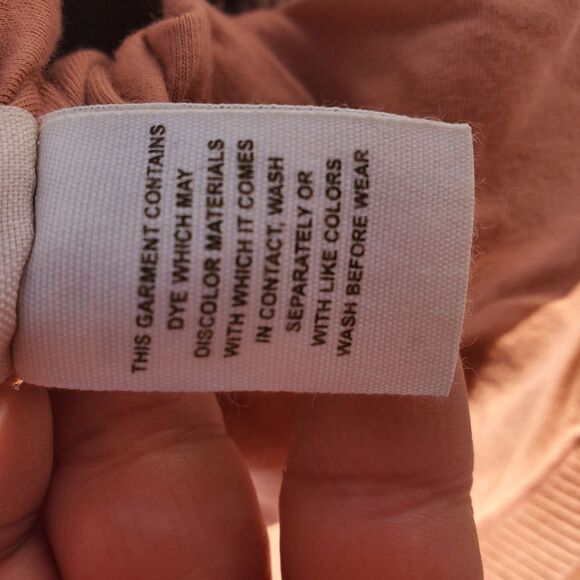 THIS GARMENT CONTAINS
DYE WHICH MAY
DISCOLOR MATERIALS
WITH WHICH IT COMES
IN CONTACT, WASH
SEPARATELY OR
WITH LIKE COLORS
WASH BEFORE WEAR